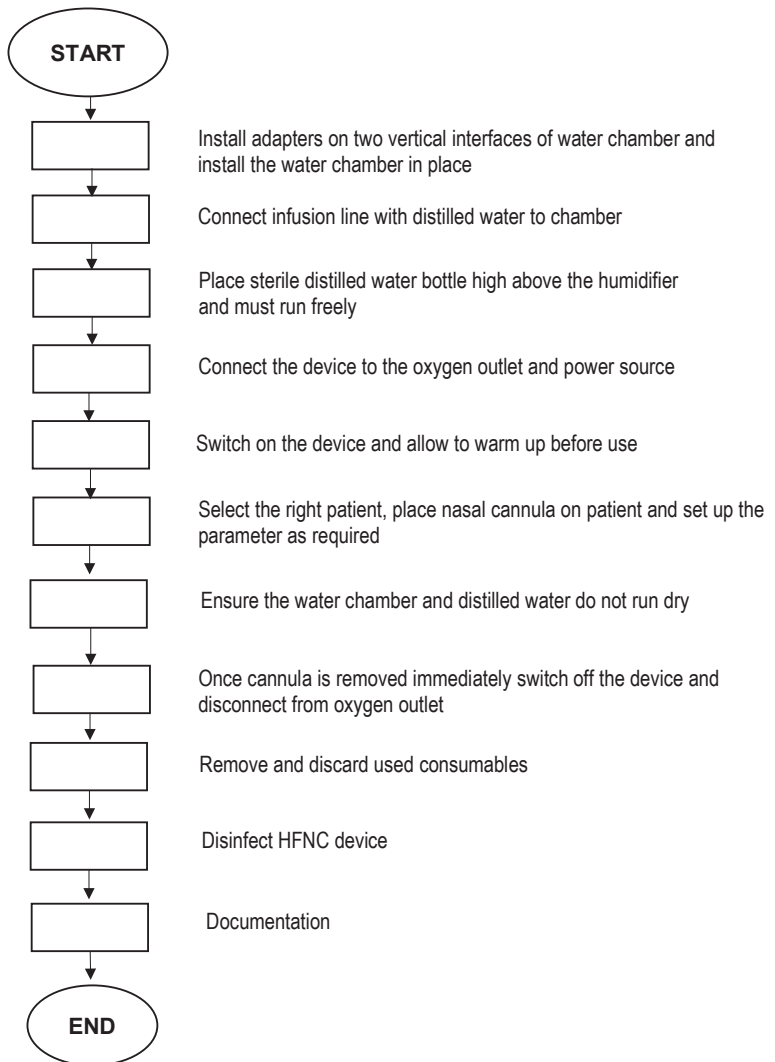 START
Install adapters on two vertical interfaces of water chamber and
install the water chamber in place
Connect infusion line with distilled water to chamber
Place sterile distilled water bottle high above the humidifier
and must run freely
Connect the device to the oxygen outlet and power source
Switch on the device and allow to warm up before use
Select the right patient, place nasal cannula on patient and set up the
parameter as required
Ensure the water chamber and distilled water do not run dry
Once cannula is removed immediately switch off the device and
disconnect from oxygen outlet
Remove and discard used consumables
Disinfect HFNC device
Documentation
END